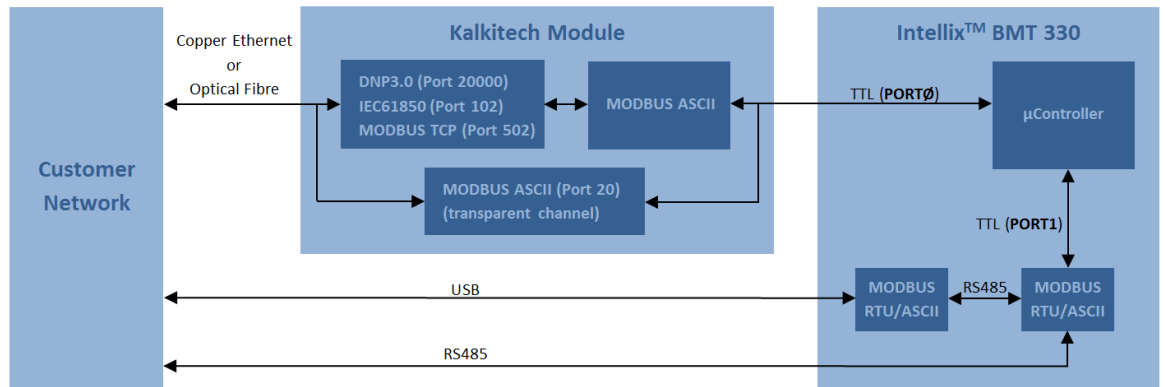 Copper Ethernet
or
Optical Fibre
Customer
Network
Kalkitech Module
DNP3.0 (Port 20000)
IEC61850 (Port 102)
MODBUS TCP (Port 502)
MODBUS ASCII
MODBUS ASCII (Port 20)
(transparent channel)
Intellix™ BMT 330
TTL (PORTØ)
µController
TTL (PORT1)
USB
MODBUS
RTU/ASCII
RS485
MODBUS
RTU/ASCII
RS485